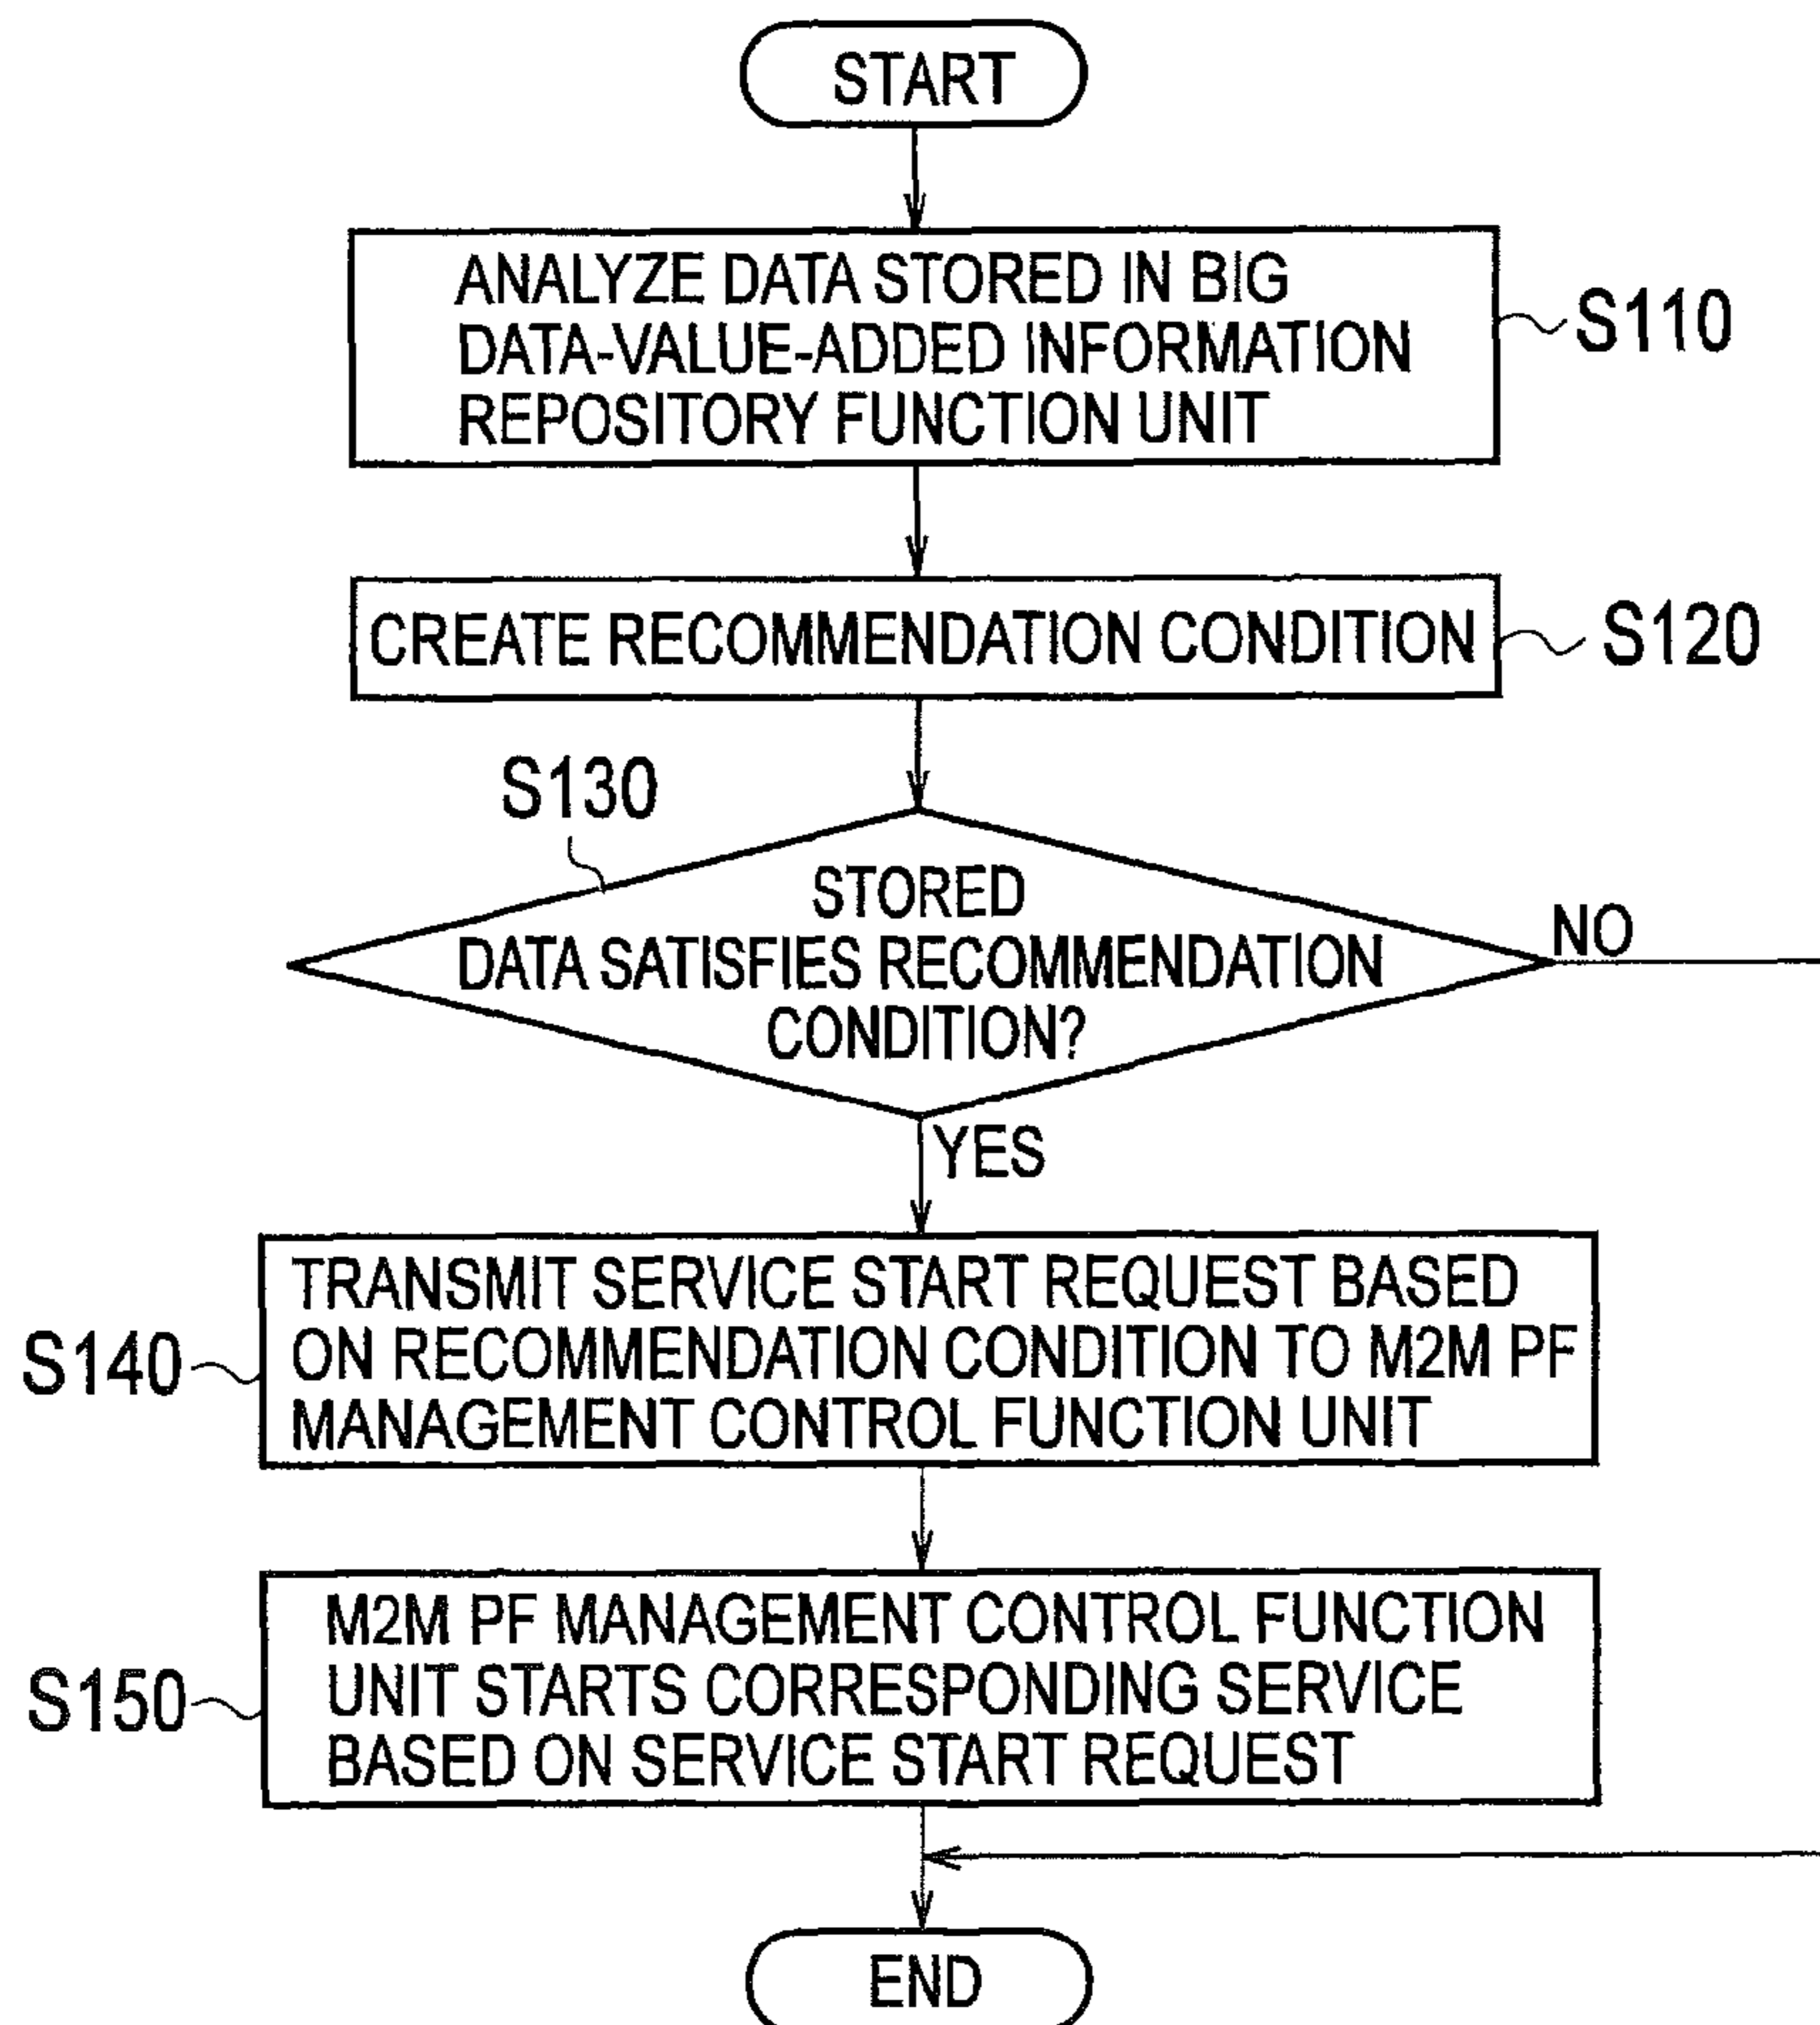 START
ANALYZE DATA STORED IN BIG
DATA-VALUE-ADDED INFORMATION
REPOSITORY FUNCTION UNIT
S110
CREATE RECOMMENDATION CONDITION
S120
S130
STORED
DATA SATISFIES RECOMMENDATION
CONDITION?
NO
YES
S140
TRANSMIT SERVICE START REQUEST BASED
ON RECOMMENDATION CONDITION TO M2M PF
MANAGEMENT CONTROL FUNCTION UNIT
S150
M2M PF MANAGEMENT CONTROL FUNCTION
UNIT STARTS CORRESPONDING SERVICE
BASED ON SERVICE START REQUEST
END